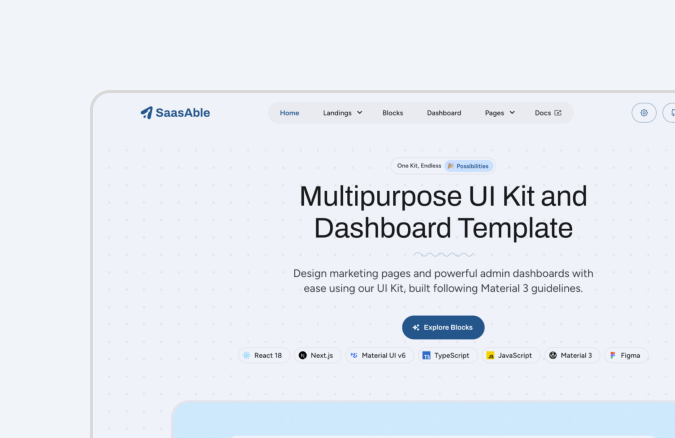 SaasAble
Home Landings Blocks Dashboard Pages Docs
One Kit, Endless Possibilities
Multipurpose UI Kit and
Dashboard Template
Design marketing pages and powerful admin dashboards with
ease using our UI Kit, built following Material 3 guidelines.
Explore Blocks
React 18 Next.js Material UI v6 TypeScript JavaScript Material 3 Figma